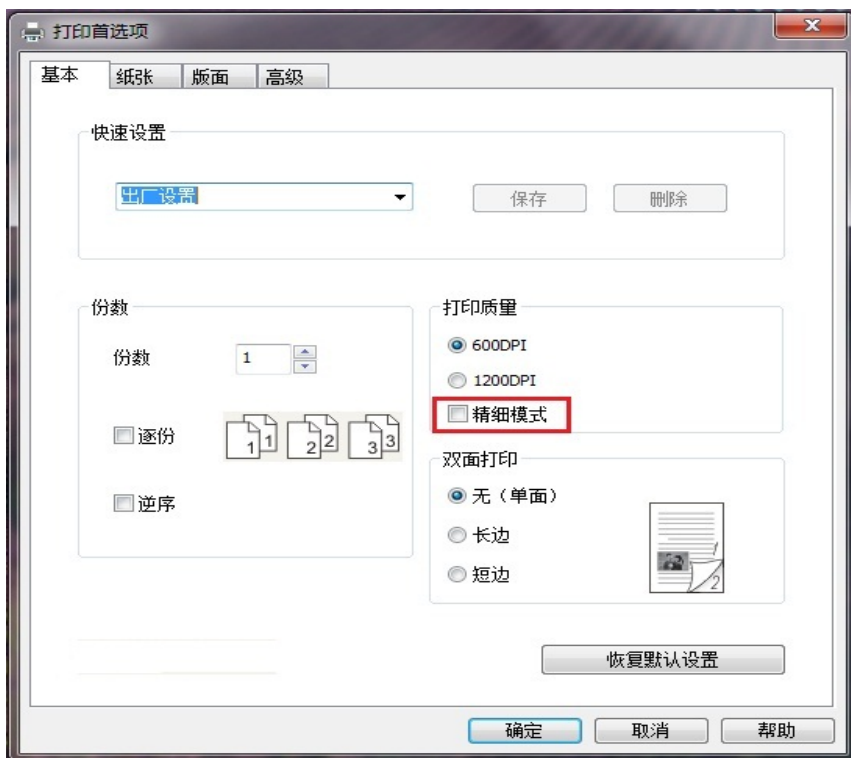 打印首选项
基本 纸张 版面 高级
快速设置
出厂设置 保存 删除
份数
份数 1
逐份 1 1 2 2 3 3
逆序
打印质量
600DPI
1200DPI
精细模式
双面打印
无（单面）
长边
短边
1
2
恢复默认设置
确定 取消 帮助